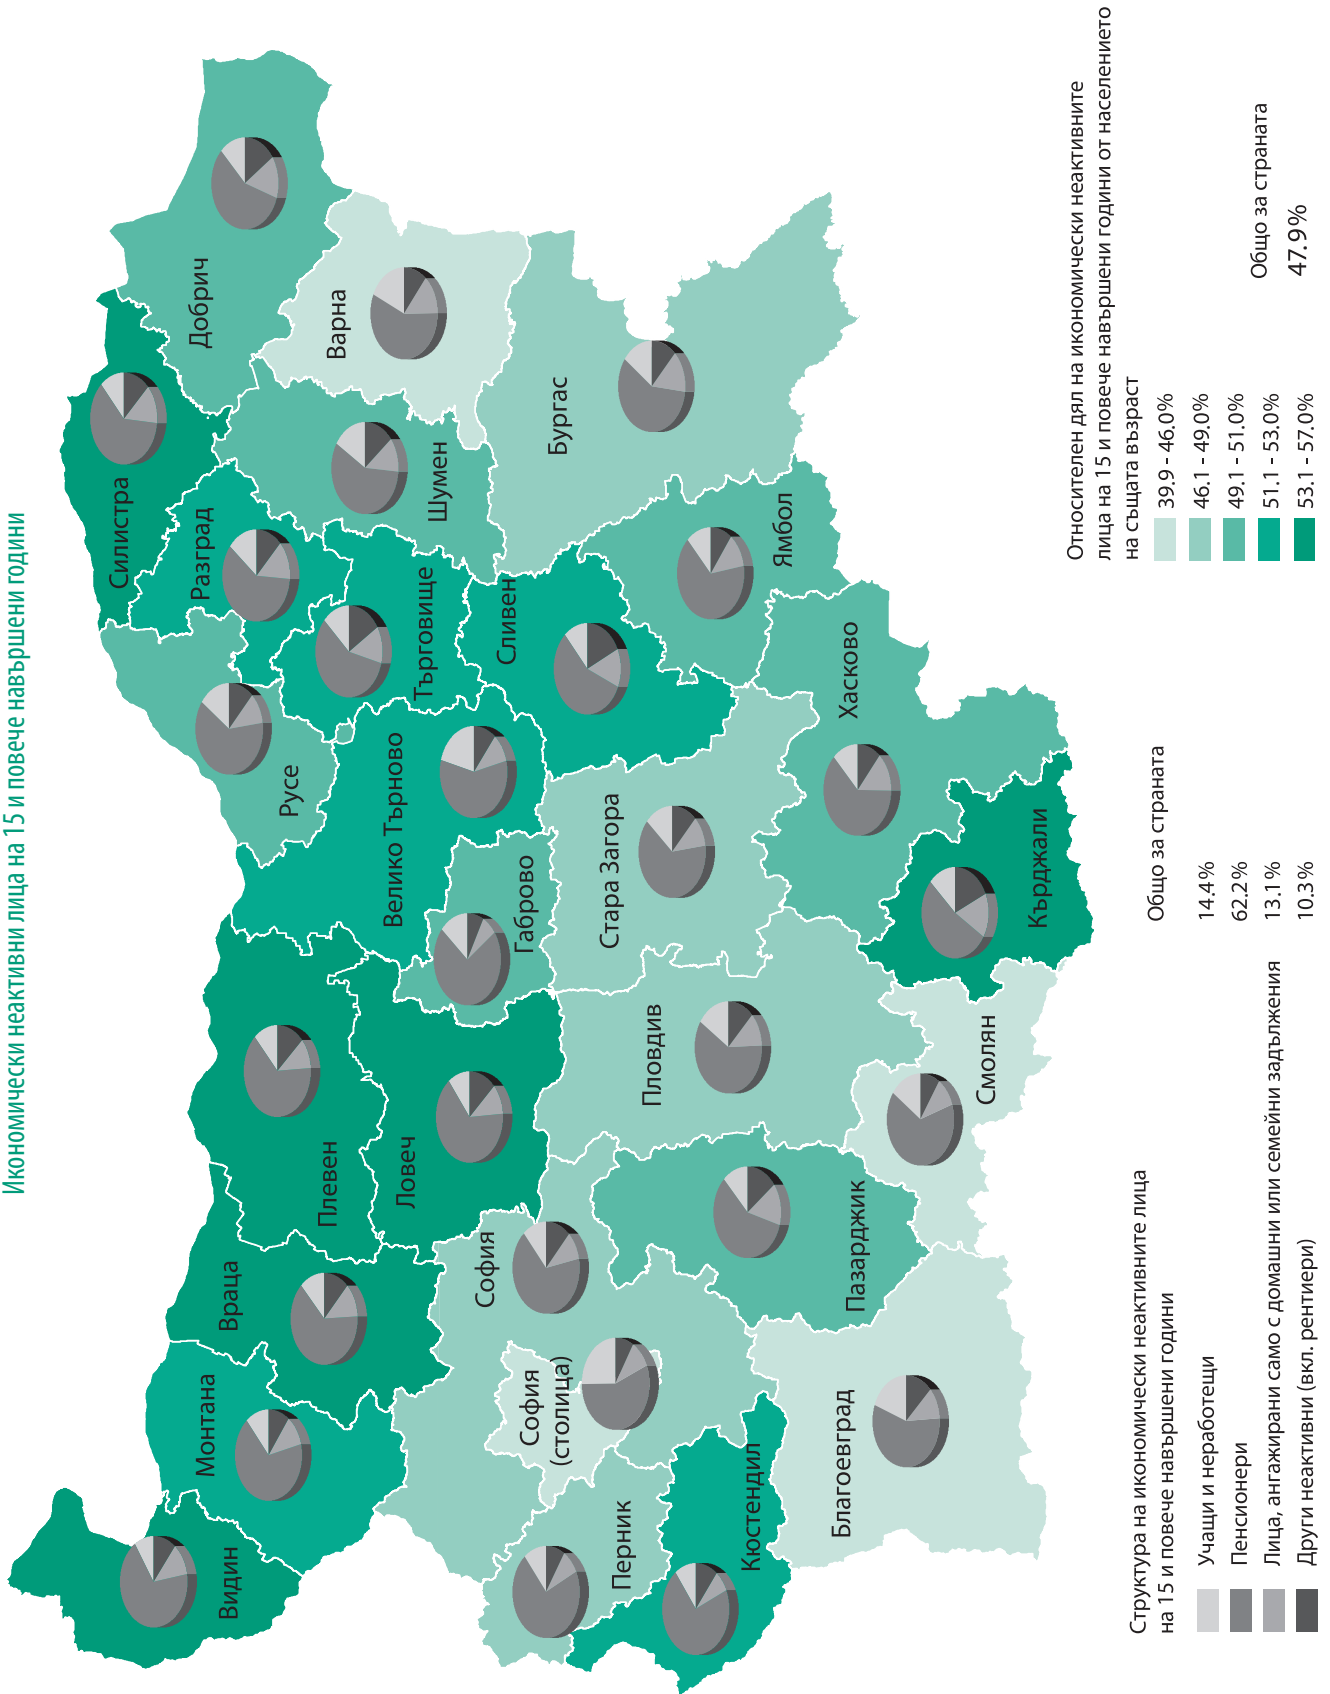 Икономически неактивни лица на 15 и повече навършени години
Видин
Монтана
Враца
Плевен
Ловеч
Велико Търново
Габрово
Русе
Разград
Силистра
Търговище
Шумен
Добрич
Варна
Бургас
Сливен
Ямбол
Стара Загора
Хасково
Кърджали
Пловдив
Смолян
Пазарджик
София
София
(столица)
Перник
Кюстендил
Благоевград
Структура на икономически неактивните лица
на 15 и повече навършени години
Общо за страната
Учащи и неработещи 14.4%
Пенсионери 62.2%
Лица, ангажирани само с домашни или семейни задължения 13.1%
Други неактивни (вкл. рентиери) 10.3%
Относителен дял на икономически неактивните
лица на 15 и повече навършени години от населението
на същата възраст
39.9 - 46.0%
46.1 - 49.0%
49.1 - 51.0%
51.1 - 53.0%
53.1 - 57.0%
Общо за страната
47.9%